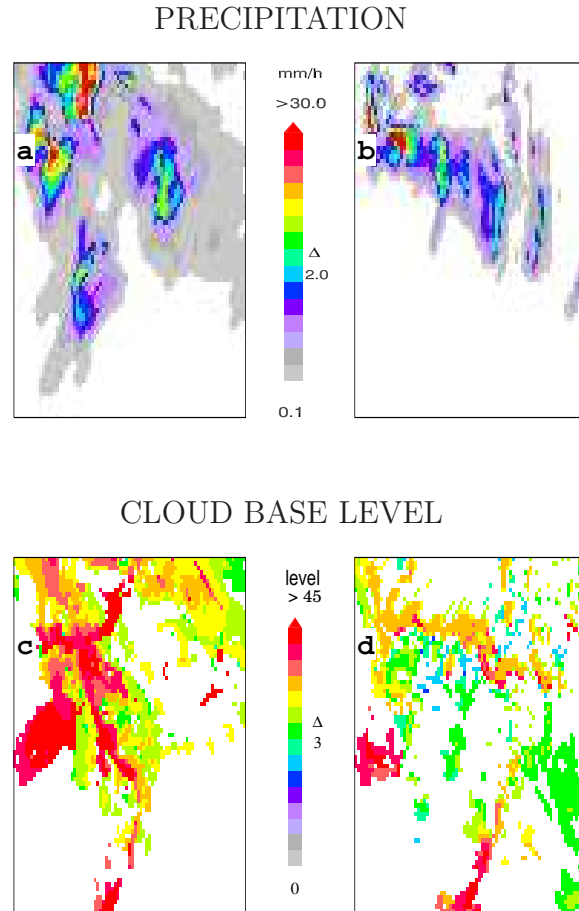 PRECIPITATION
a
mm/h
>30.0
Δ
2.0
0.1
b
CLOUD BASE LEVEL
c
level
> 45
Δ
3
0
d